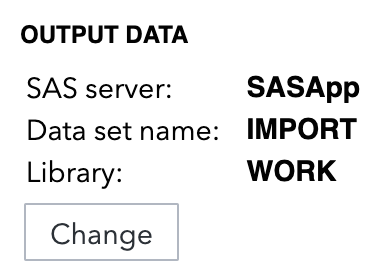 OUTPUT DATA
SAS server: SASApp
Data set name: IMPORT
Library: WORK
Change